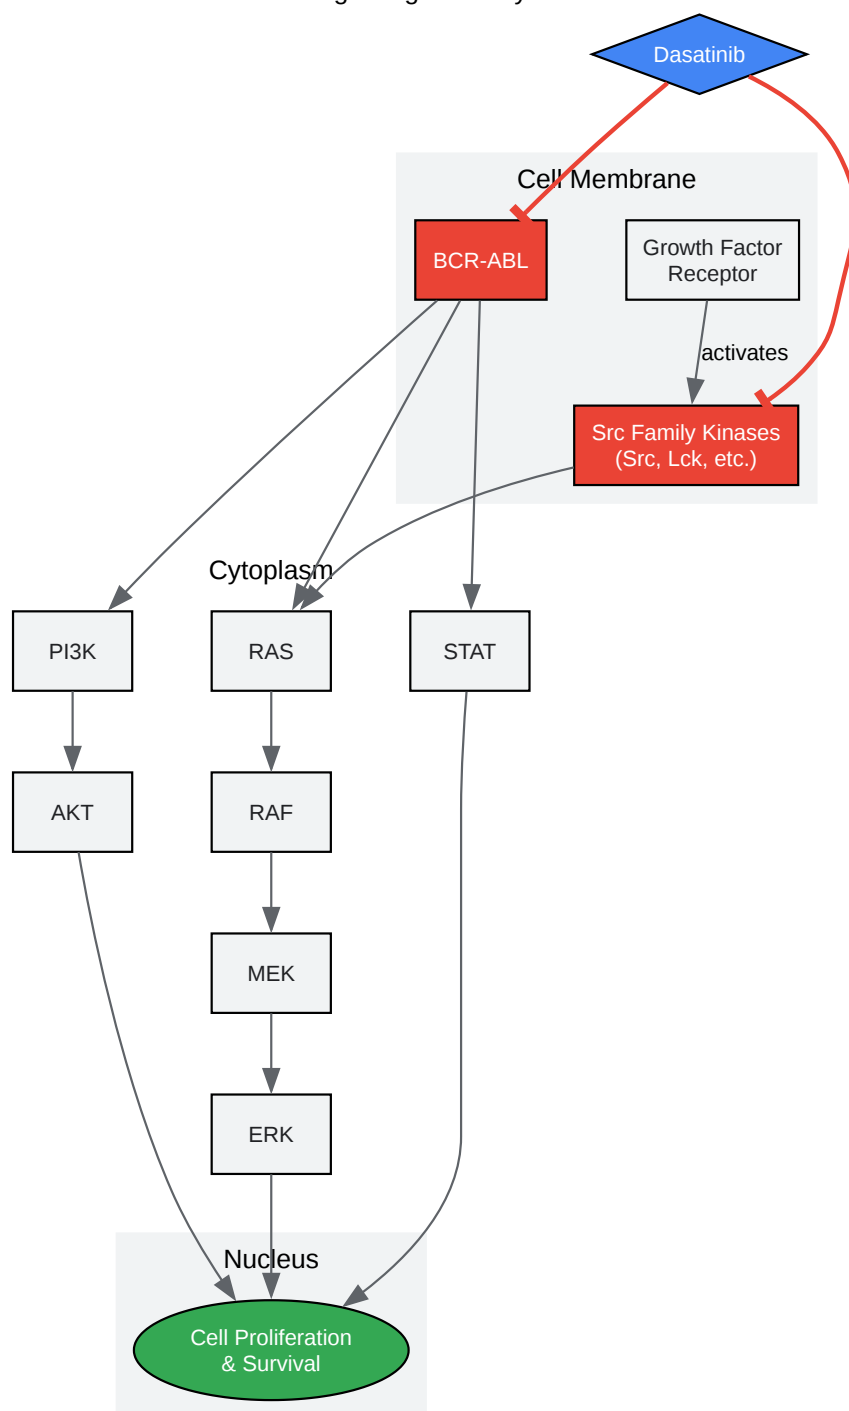 Dasatinib
Cell Membrane
BCR-ABL
Growth Factor
Receptor
activates
Src Family Kinases
(Src, Lck, etc.)
Cytoplasm
PI3K
RAS
STAT
AKT
RAF
MEK
ERK
Nucleus
Cell Proliferation
& Survival